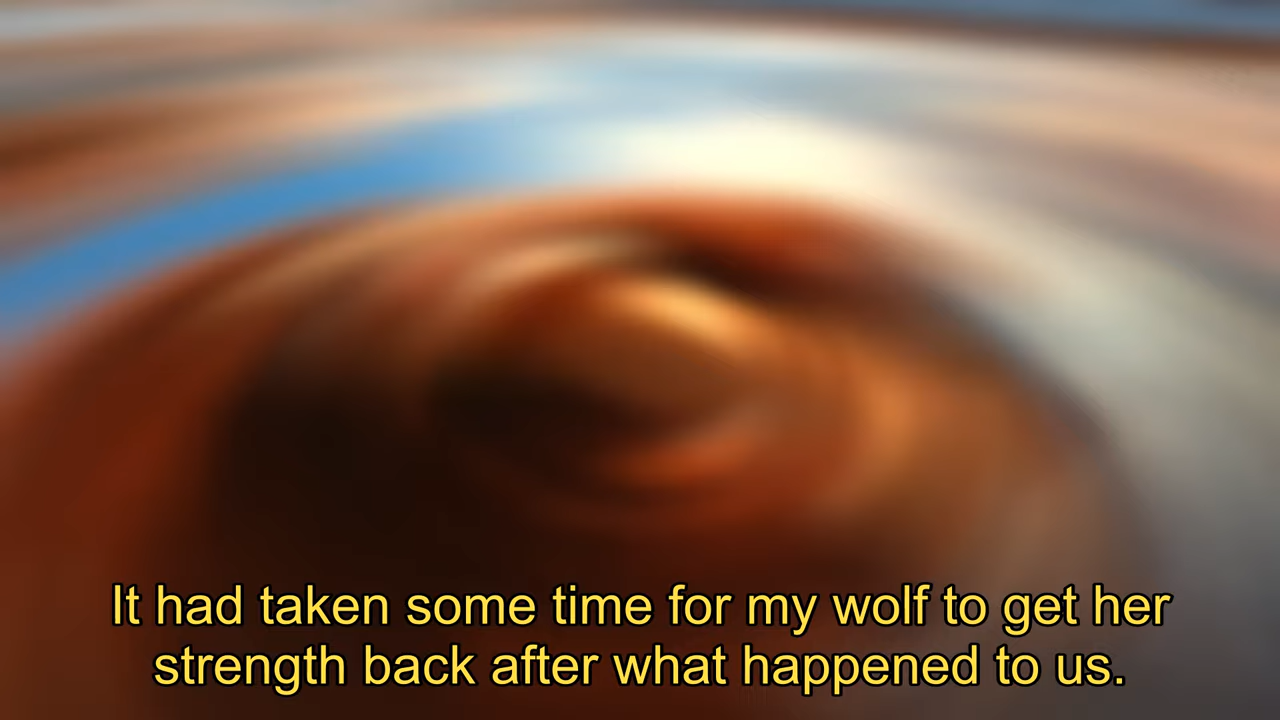 It had taken some time for my wolf to get her
strength back after what happened to us.